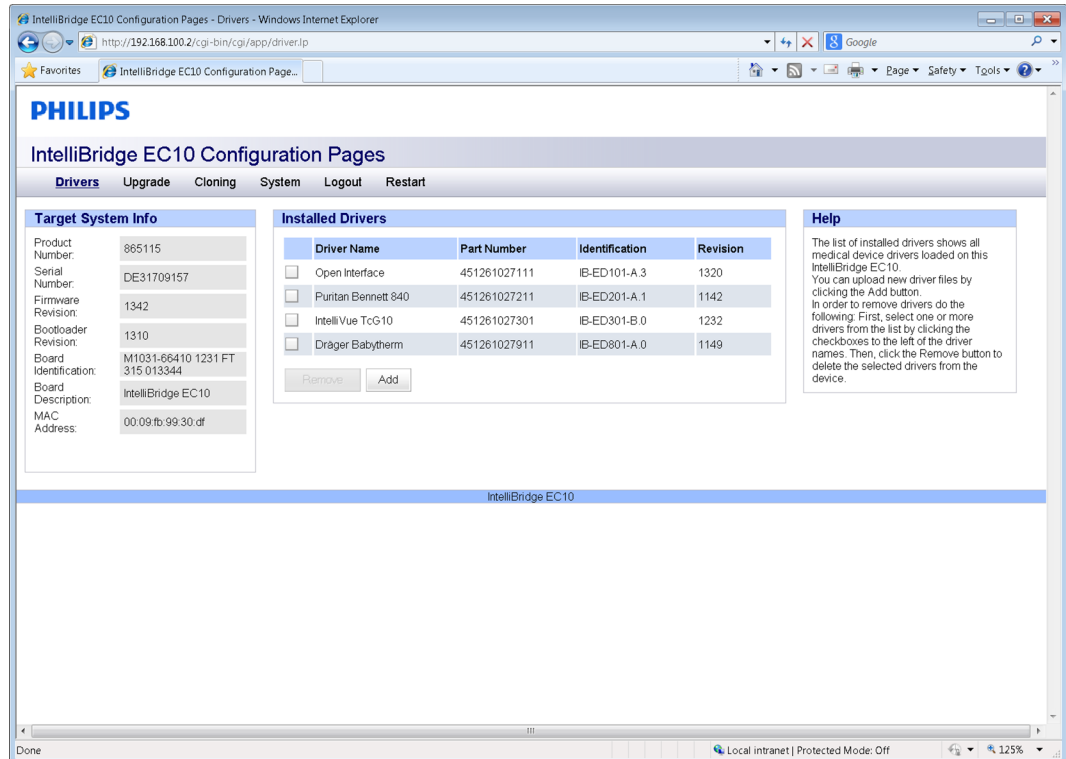 IntelliBridge EC10 Configuration Pages - Drivers - Windows Internet Explorer
http://192.168.100.2/cgi-bin/cgi/app/driver.lp
Google
Favorites
IntelliBridge EC10 Configuration Page...
Page
Safety
Tools
PHILIPS
IntelliBridge EC10 Configuration Pages
Drivers Upgrade Cloning System Logout Restart
Target System Info
Product
Number:
865115
Serial
Number:
DE31709157
Firmware
Revision:
1342
Bootloader
Revision:
1310
Board
Identification:
M1031-66410 1231 FT
315 013344
Board
Description:
IntelliBridge EC10
MAC
Address:
00:09:fb:99:30:df
Installed Drivers
Driver Name Part Number Identification Revision
Open Interface 451261027111 IB-ED101-A.3 1320
Puritan Bennett 840 451261027211 IB-ED201-A.1 1142
IntelliVue TcG10 451261027301 IB-ED301-B.0 1232
Dräger Babytherm 451261027911 IB-ED801-A.0 1149
Remove Add
Help
The list of installed drivers shows all
medical device drivers loaded on this
IntelliBridge EC10.
You can upload new driver files by
clicking the Add button.
In order to remove drivers do the
following: First, select one or more
drivers from the list by clicking the
checkboxes to the left of the driver
names. Then, click the Remove button to
delete the selected drivers from the
device.
IntelliBridge EC10
Done
Local intranet | Protected Mode: Off
125%